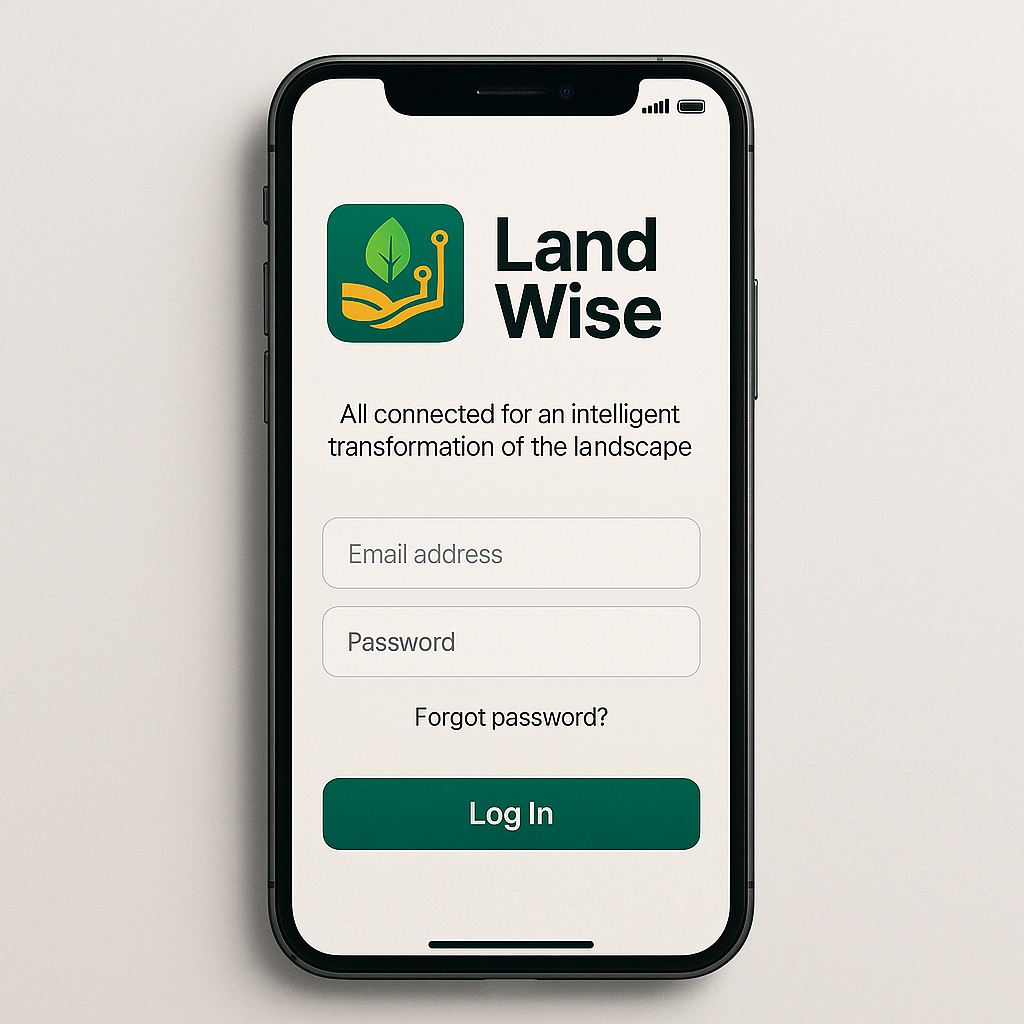 Land
Wise
All connected for an intelligent
transformation of the landscape
Email address
Password
Forgot password?
Log In